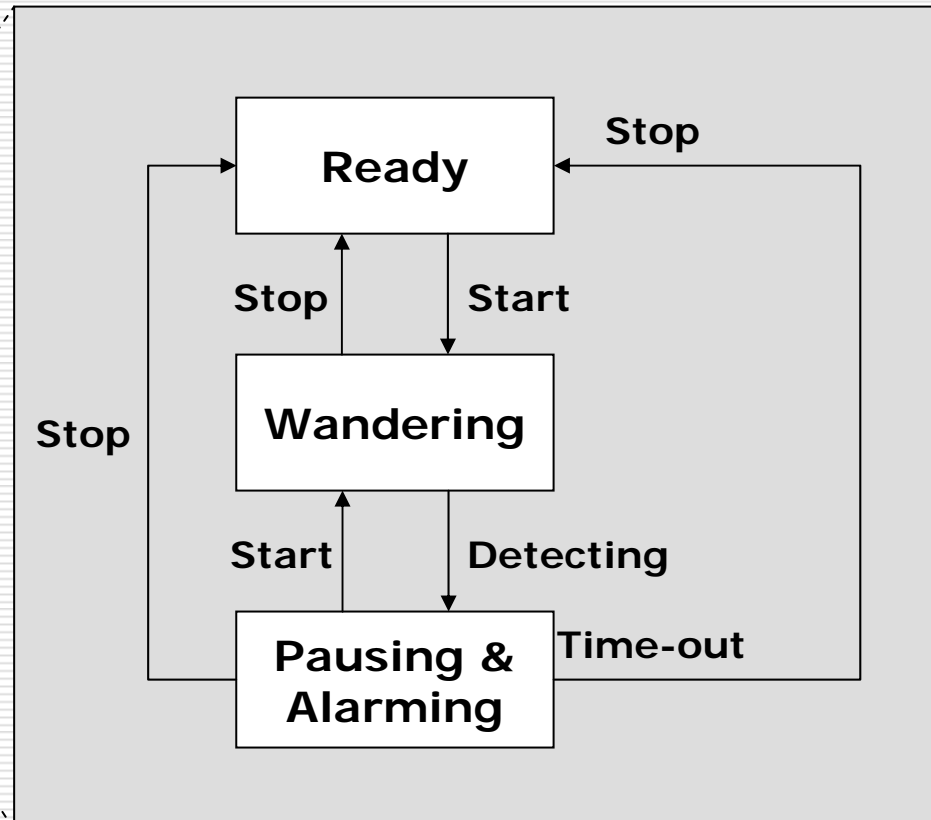 Ready
Stop
Stop
Start
Wandering
Stop
Start
Detecting
Pausing &
Alarming
Time-out